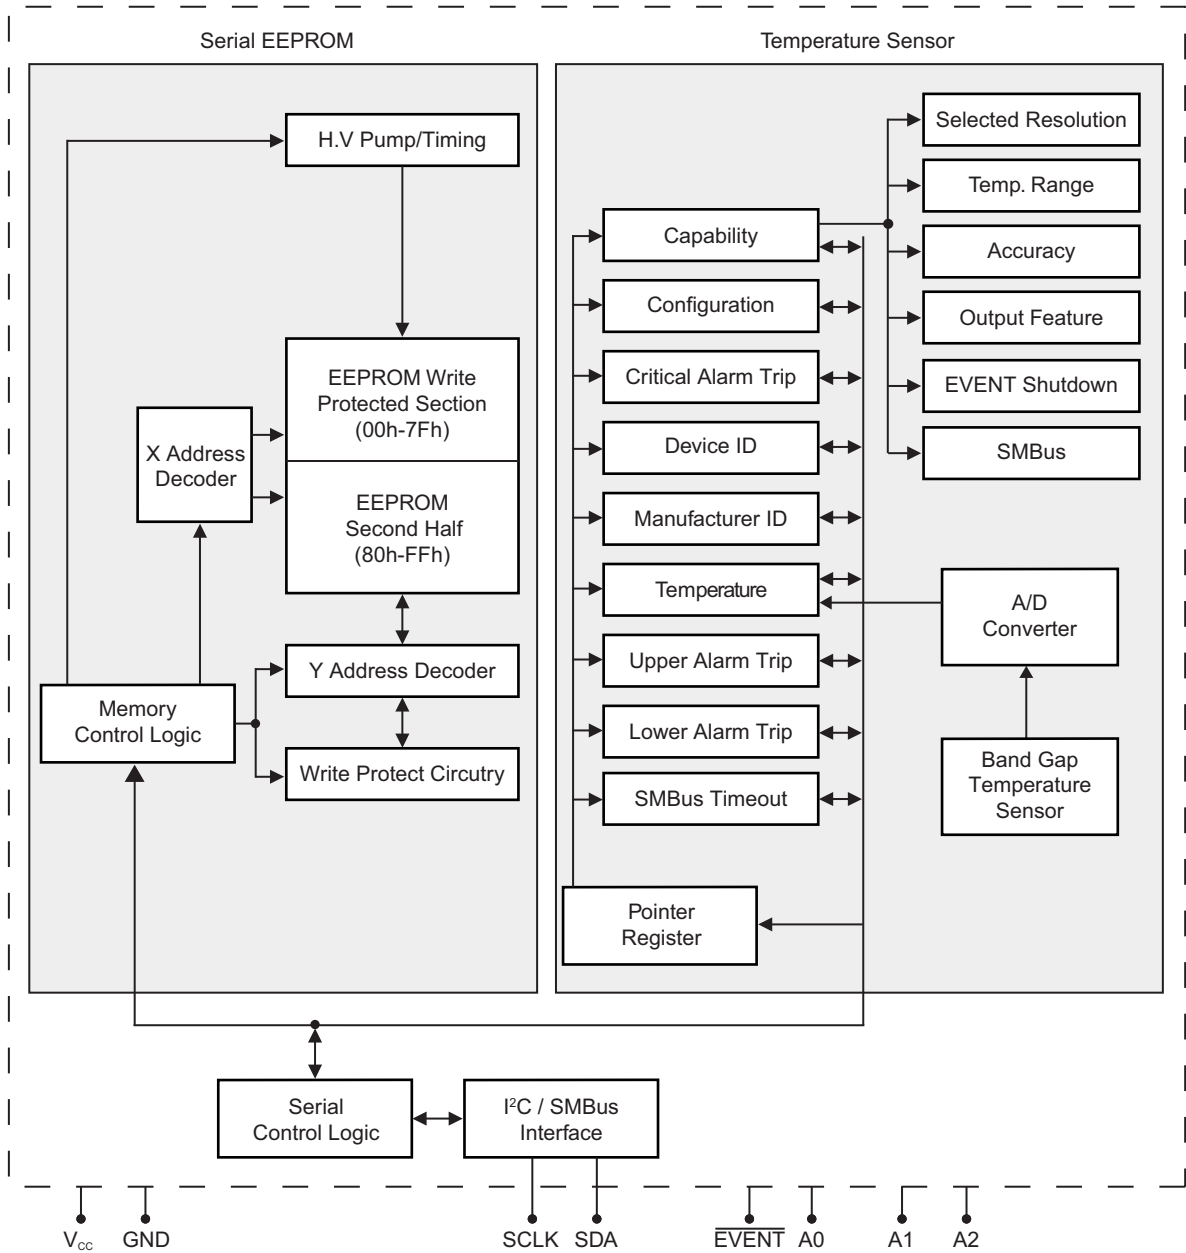 Serial EEPROM
Temperature Sensor
H.V Pump/Timing
EEPROM Write
Protected Section
(00h-7Fh)
X Address
Decoder
EEPROM
Second Half
(80h-FFh)
Y Address Decoder
Memory
Control Logic
Write Protect Circutry
Capability
Configuration
Critical Alarm Trip
Device ID
Manufacturer ID
Temperature
Upper Alarm Trip
Lower Alarm Trip
SMBus Timeout
Pointer
Register
Selected Resolution
Temp. Range
Accuracy
Output Feature
EVENT Shutdown
SMBus
A/D
Converter
Band Gap
Temperature
Sensor
Serial
Control Logic
I²C / SMBus
Interface
VCC GND SCLK SDA EVENT A0 A1 A2